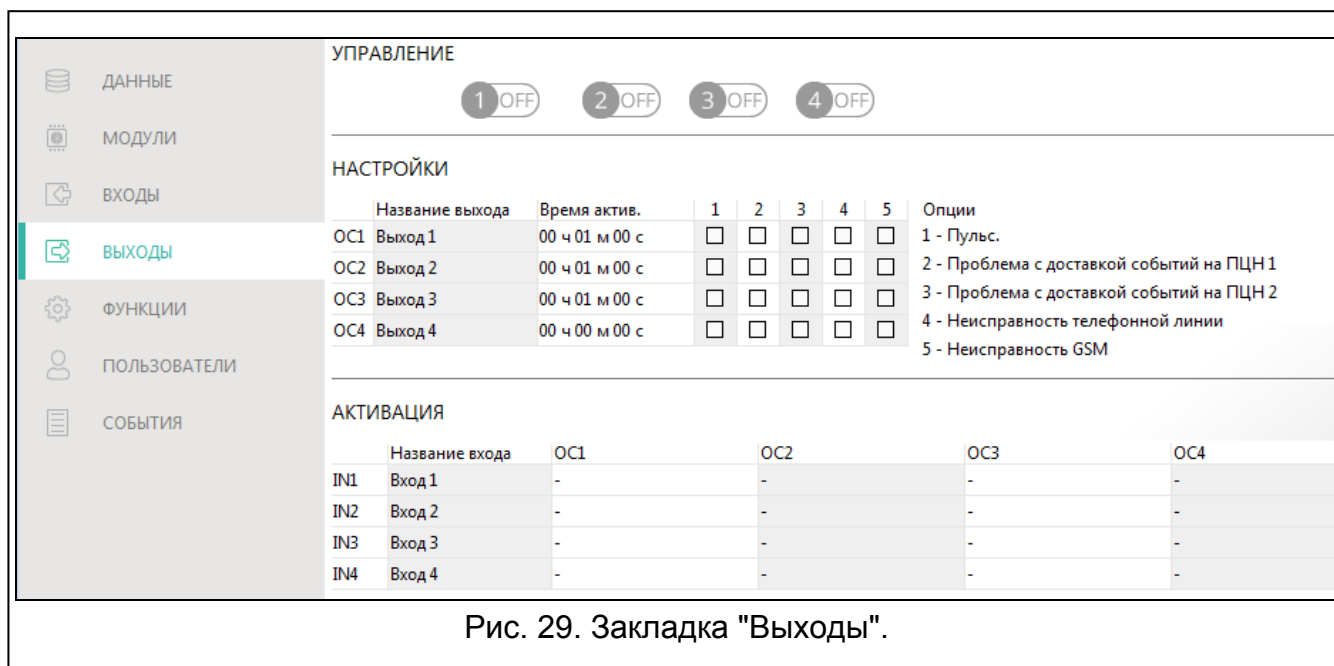 ДАННЫЕ
МОДУЛИ
ВХОДЫ
ВЫХОДЫ
ФУНКЦИИ
ПОЛЬЗОВАТЕЛИ
СОБЫТИЯ
УПРАВЛЕНИЕ
1 OFF 2 OFF 3 OFF 4 OFF
НАСТРОЙКИ
Название выхода Время актив. 1 2 3 4 5 Опции
OC1 Выход 1 00 ч 01 м 00 с
OC2 Выход 2 00 ч 01 м 00 с
OC3 Выход 3 00 ч 01 м 00 с
OC4 Выход 4 00 ч 00 м 00 с
1 - Пульс.
2 - Проблема с доставкой событий на ПЦН 1
3 - Проблема с доставкой событий на ПЦН 2
4 - Неисправность телефонной линии
5 - Неисправность GSM
АКТИВАЦИЯ
Название входа OC1 OC2 OC3 OC4
IN1 Вход 1 - - - -
IN2 Вход 2 - - - -
IN3 Вход 3 - - - -
IN4 Вход 4 - - - -
Рис. 29. Закладка "Выходы".